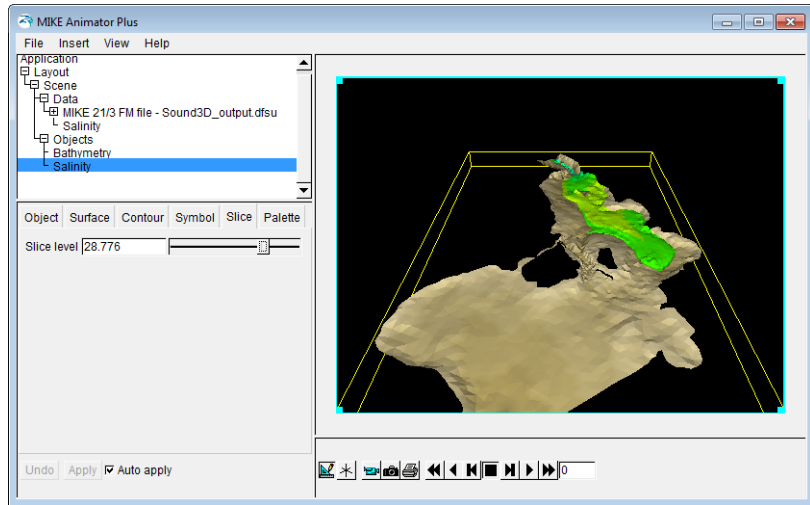 MIKE Animator Plus
File Insert View Help
Application
Layout
Scene
Data
MIKE 21/3 FM file - Sound3D_output.dfsu
Salinity
Objects
Bathymetry
Salinity
Object Surface Contour Symbol Slice Palette
Slice level 28.776
Undo Apply Auto apply
0